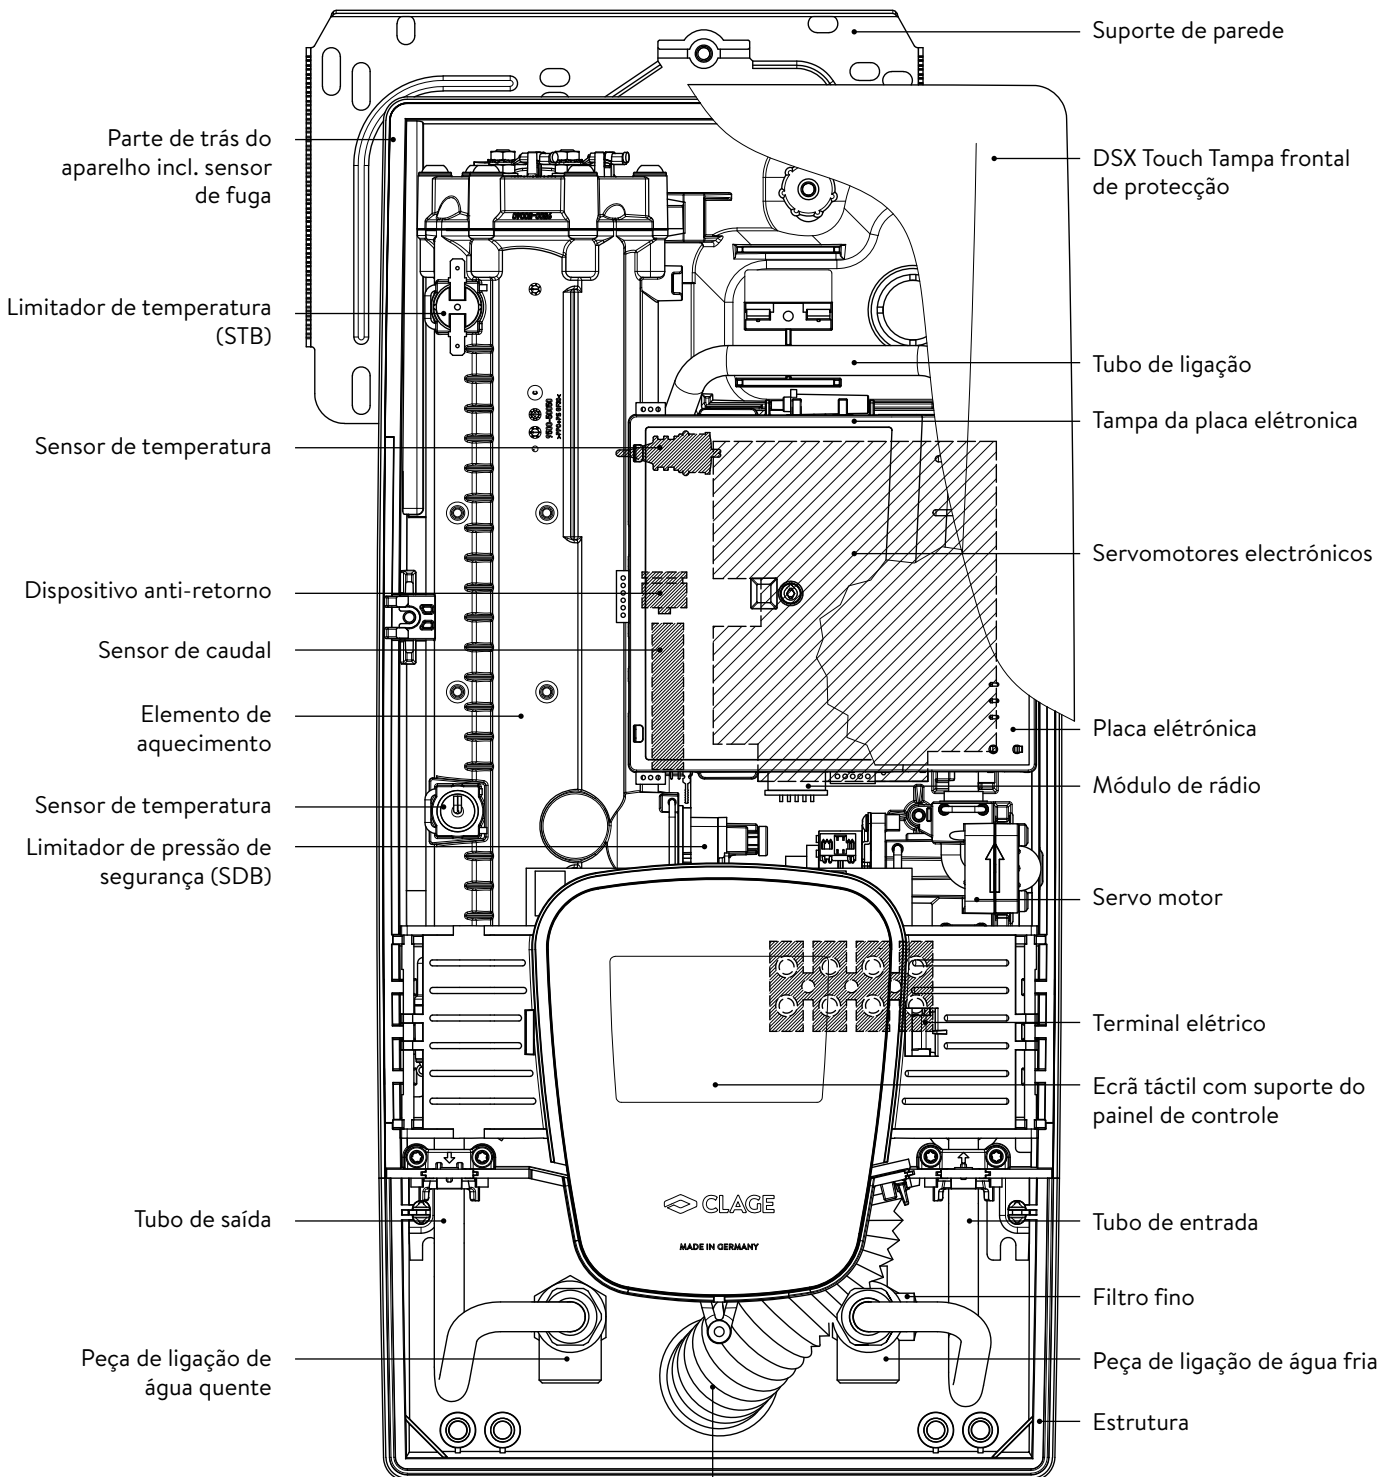 Suporte de parede
Parte de trás do
aparelho incl. sensor
de fuga
DSX Touch Tampa frontal
de protecção
Limitador de temperatura
(STB)
Tubo de ligação
Tampa da placa elétronica
Sensor de temperatura
Servomotores electrónicos
Dispositivo anti-retorno
Sensor de caudal
Elemento de
aquecimento
Placa elétrónica
Módulo de rádio
Sensor de temperatura
Limitador de pressão de
segurança (SDB)
Servo motor
Terminal elétrico
Ecrã táctil com suporte do
painel de controle
CLAGE
MADE IN GERMANY
Tubo de saída
Tubo de entrada
Filtro fino
Peça de ligação de
água quente
Peça de ligação de água fria
Estrutura